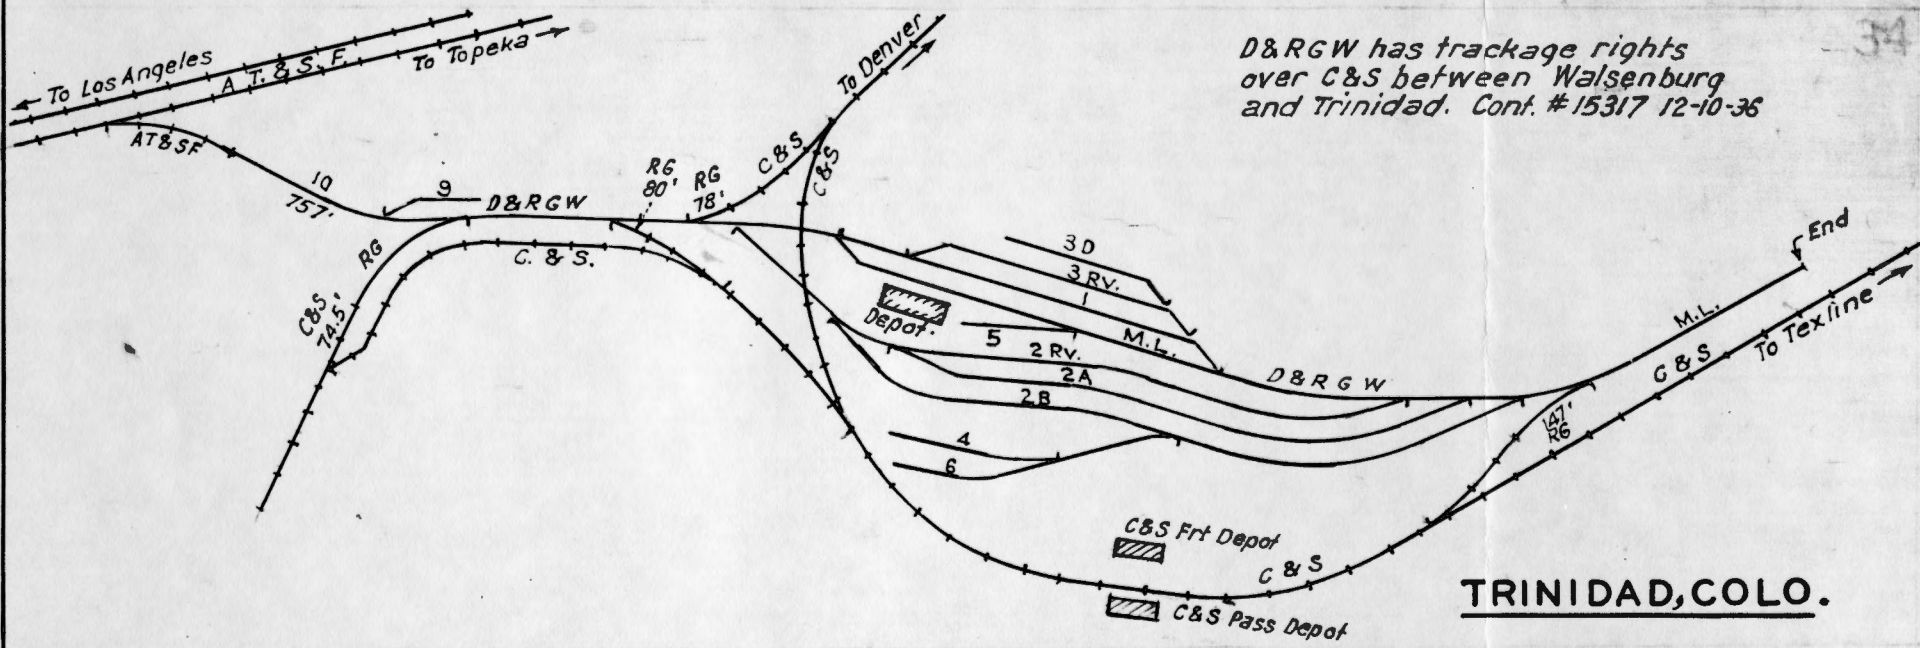 34
D&RGW has trackage rights
over C&S between Walsenburg
and Trinidad. Cont. #15317 12-10-36
To Los Angeles
A.T.&S.F.
To Topeka
To Denver
AT&SF
10
757'
9
D&RGW
RG
80'
RG
78'
C&S.
C&S
RG
C&S
74.5'
C.&S.
3D
3 RV.
1
Depot.
5
M.L.
2 RV.
2A
2B
4
6
D&RGW
End
M.L.
C&S
To Texline
147'
RG
C&S Frt Depot
C&S
C&S Pass Depot
TRINIDAD, COLO.